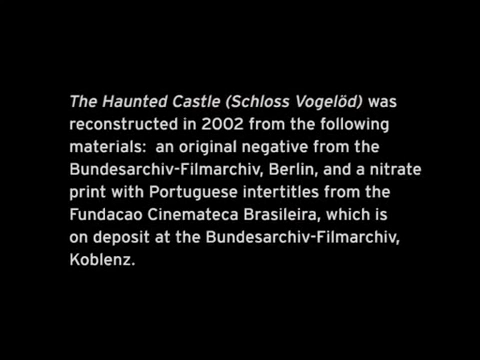 The Haunted Castle (Schloss Vogelöd) was
reconstructed in 2002 from the following
materials:  an original negative from the
Bundesarchiv-Filmarchiv, Berlin, and a nitrate
print with Portuguese intertitles from the
Fundacao Cinemateca Brasileira, which is
on deposit at the Bundesarchiv-Filmarchiv,
Koblenz.